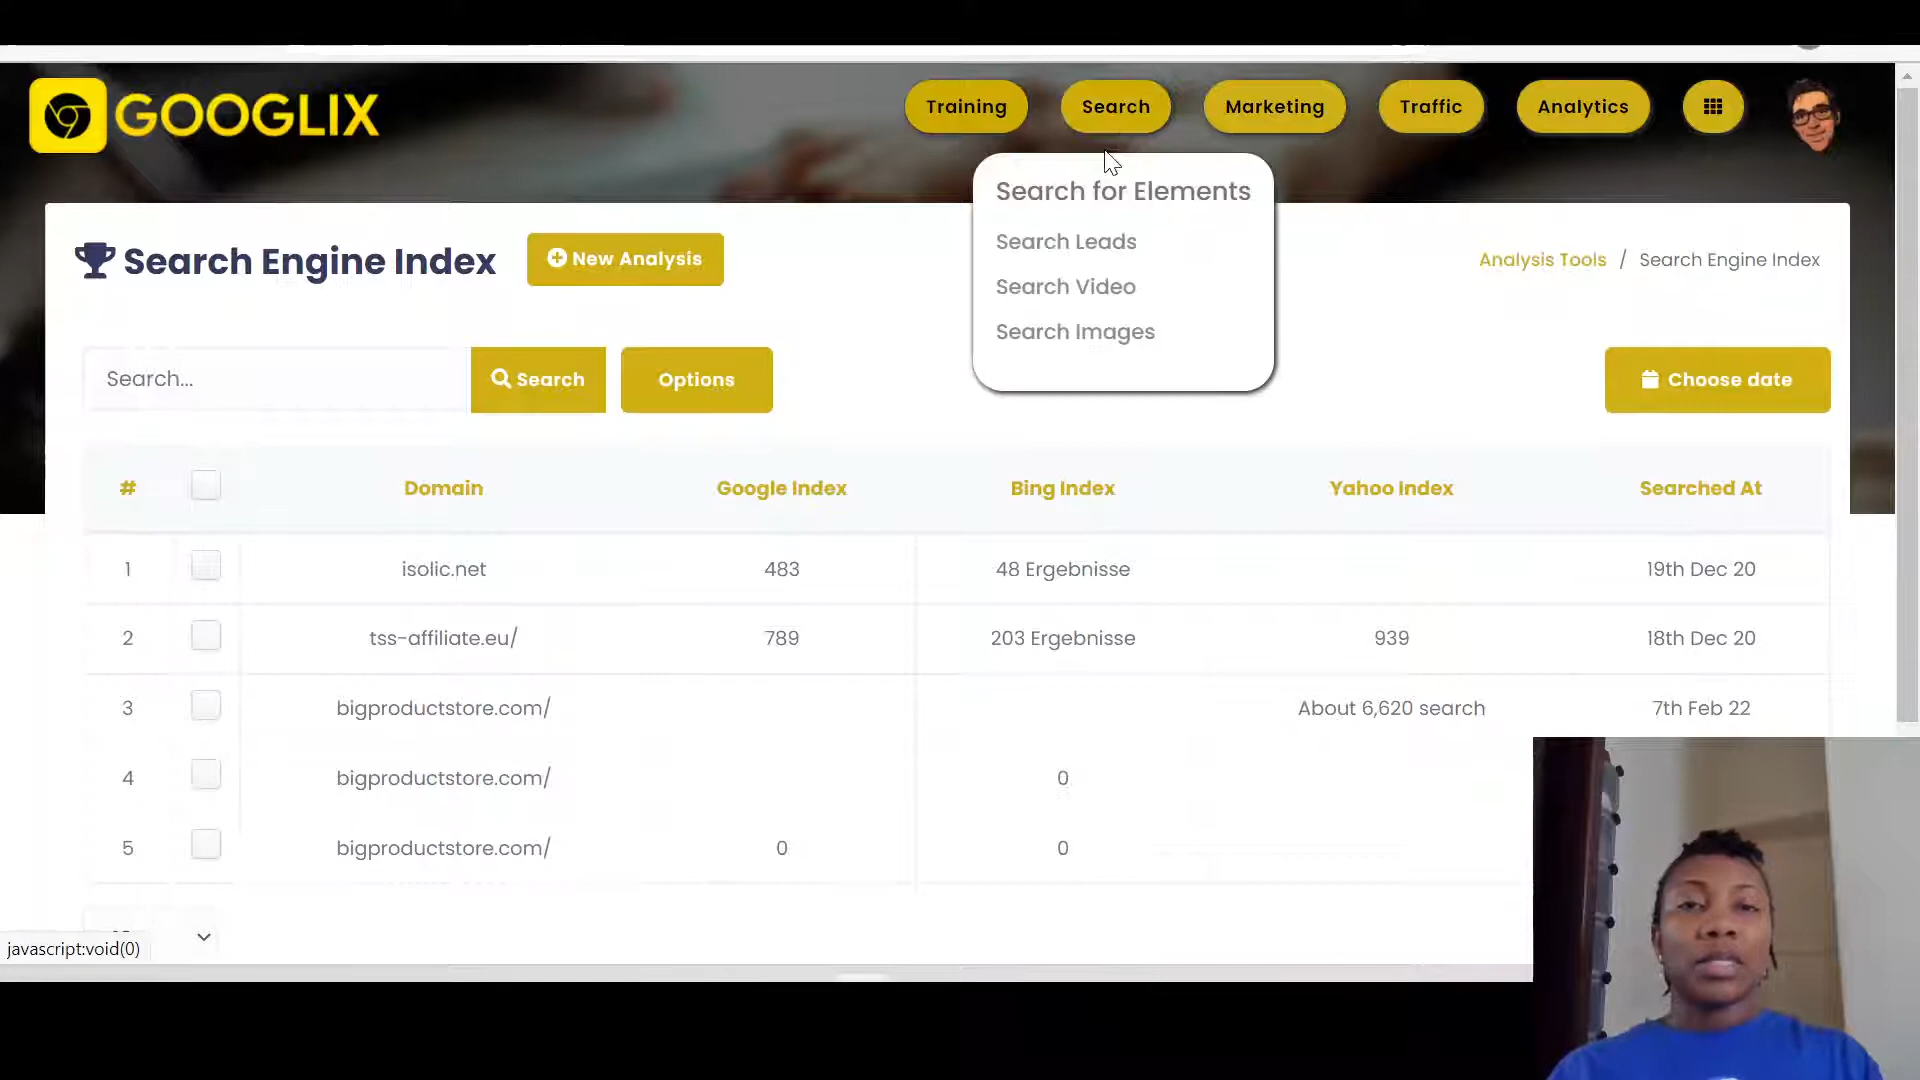 GOOGLIX
Training
Search
Marketing
Traffic
Analytics
Search for Elements
Search Leads
Search Video
Search Images
Search Engine Index
New Analysis
Analysis Tools / Search Engine Index
Search...
Search
Options
Choose date
# Domain Google Index Bing Index Yahoo Index Searched At
1 isolic.net 483 48 Ergebnisse 19th Dec 20
2 tss-affiliate.eu/ 789 203 Ergebnisse 939 18th Dec 20
3 bigproductstore.com/ About 6,620 search 7th Feb 22
4 bigproductstore.com/ 0
5 bigproductstore.com/ 0 0
javascript:void(0)